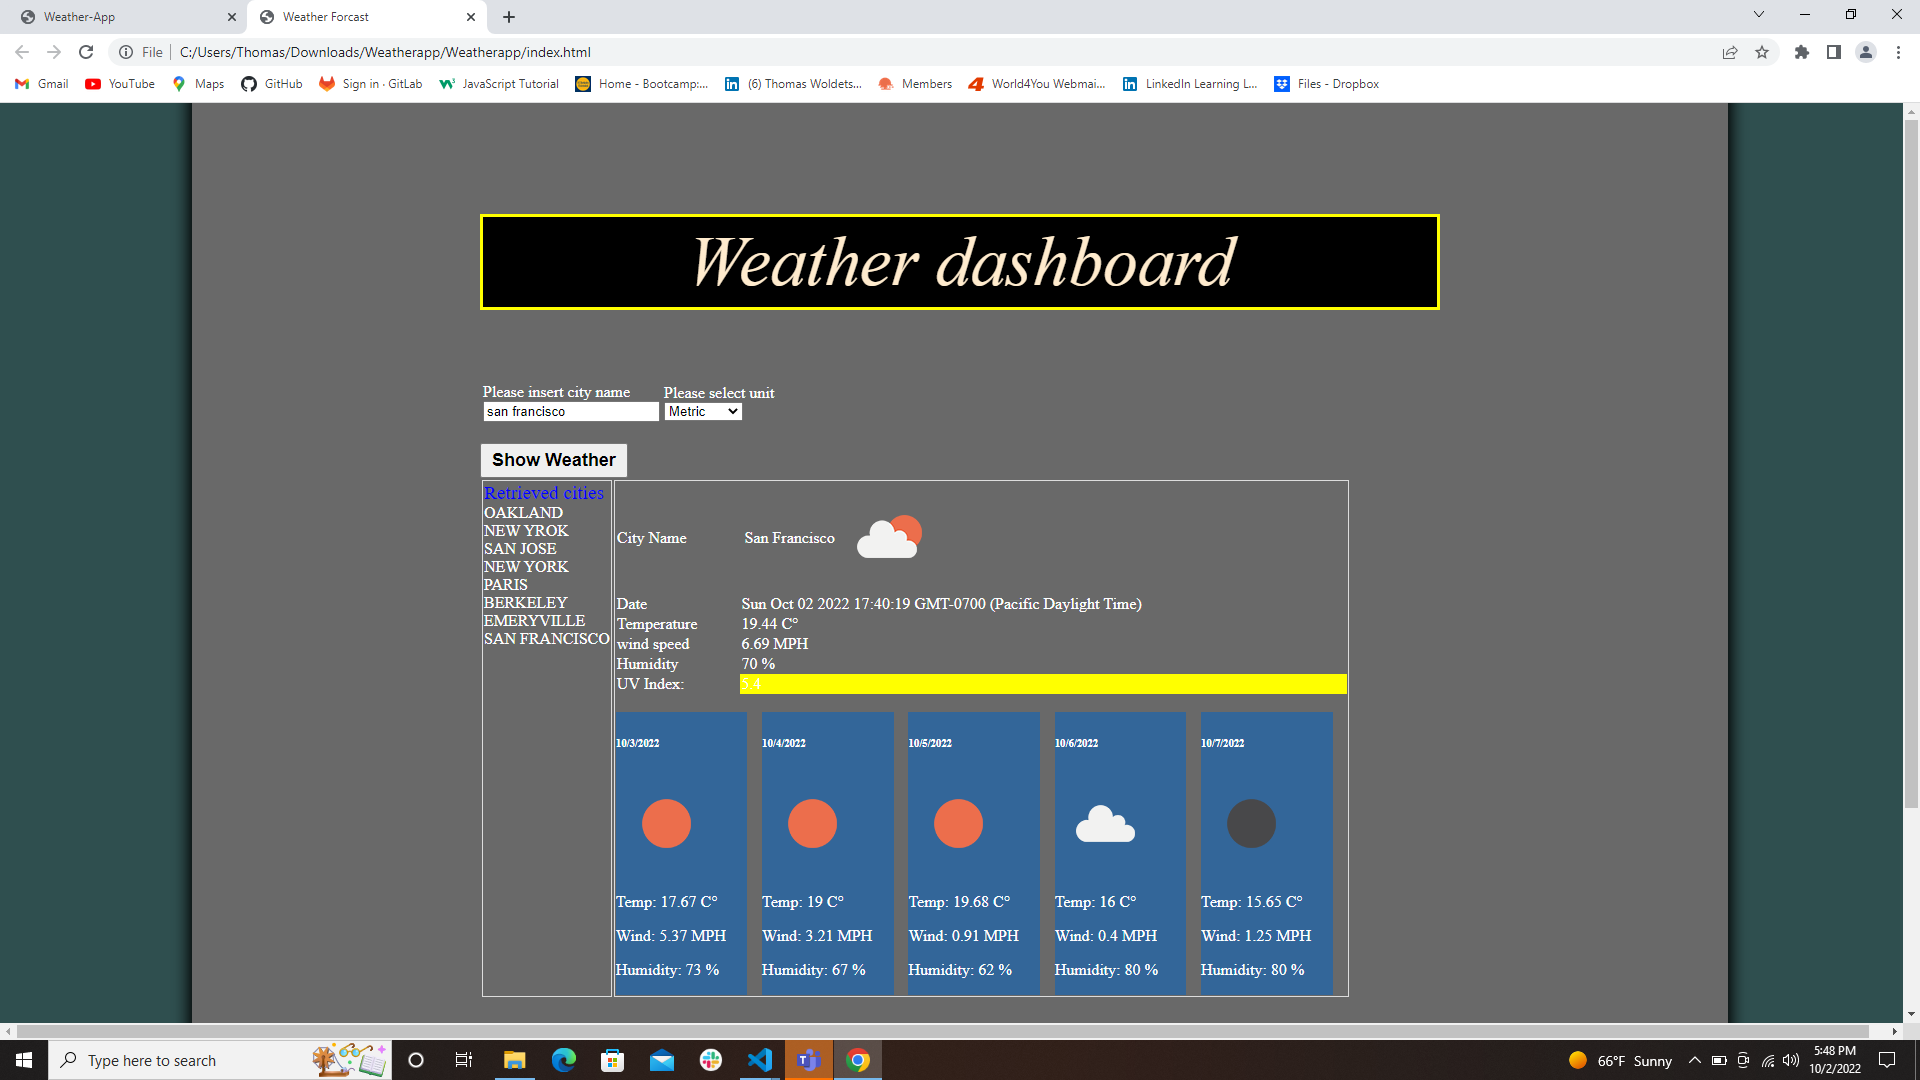 Weather-App
Weather Forcast
File
C:/Users/Thomas/Downloads/Weatherapp/Weatherapp/index.html
Gmail
YouTube
Maps
GitHub
Sign in · GitLab
JavaScript Tutorial
Home - Bootcamp:...
(6) Thomas Woldets...
Members
World4You Webmai...
LinkedIn Learning L...
Files - Dropbox
Weather dashboard
Please insert city name
Please select unit
san francisco
Metric
Show Weather
Retrieved cities
OAKLAND
NEW YROK
SAN JOSE
NEW YORK
PARIS
BERKELEY
EMERYVILLE
SAN FRANCISCO
City Name San Francisco
Date Sun Oct 02 2022 17:40:19 GMT-0700 (Pacific Daylight Time)
Temperature 19.44 C°
wind speed 6.69 MPH
Humidity 70 %
UV Index: 5.4
10/3/2022
Temp: 17.67 C°
Wind: 5.37 MPH
Humidity: 73 %
10/4/2022
Temp: 19 C°
Wind: 3.21 MPH
Humidity: 67 %
10/5/2022
Temp: 19.68 C°
Wind: 0.91 MPH
Humidity: 62 %
10/6/2022
Temp: 16 C°
Wind: 0.4 MPH
Humidity: 80 %
10/7/2022
Temp: 15.65 C°
Wind: 1.25 MPH
Humidity: 80 %
Type here to search
66°F Sunny
5:48 PM
10/2/2022